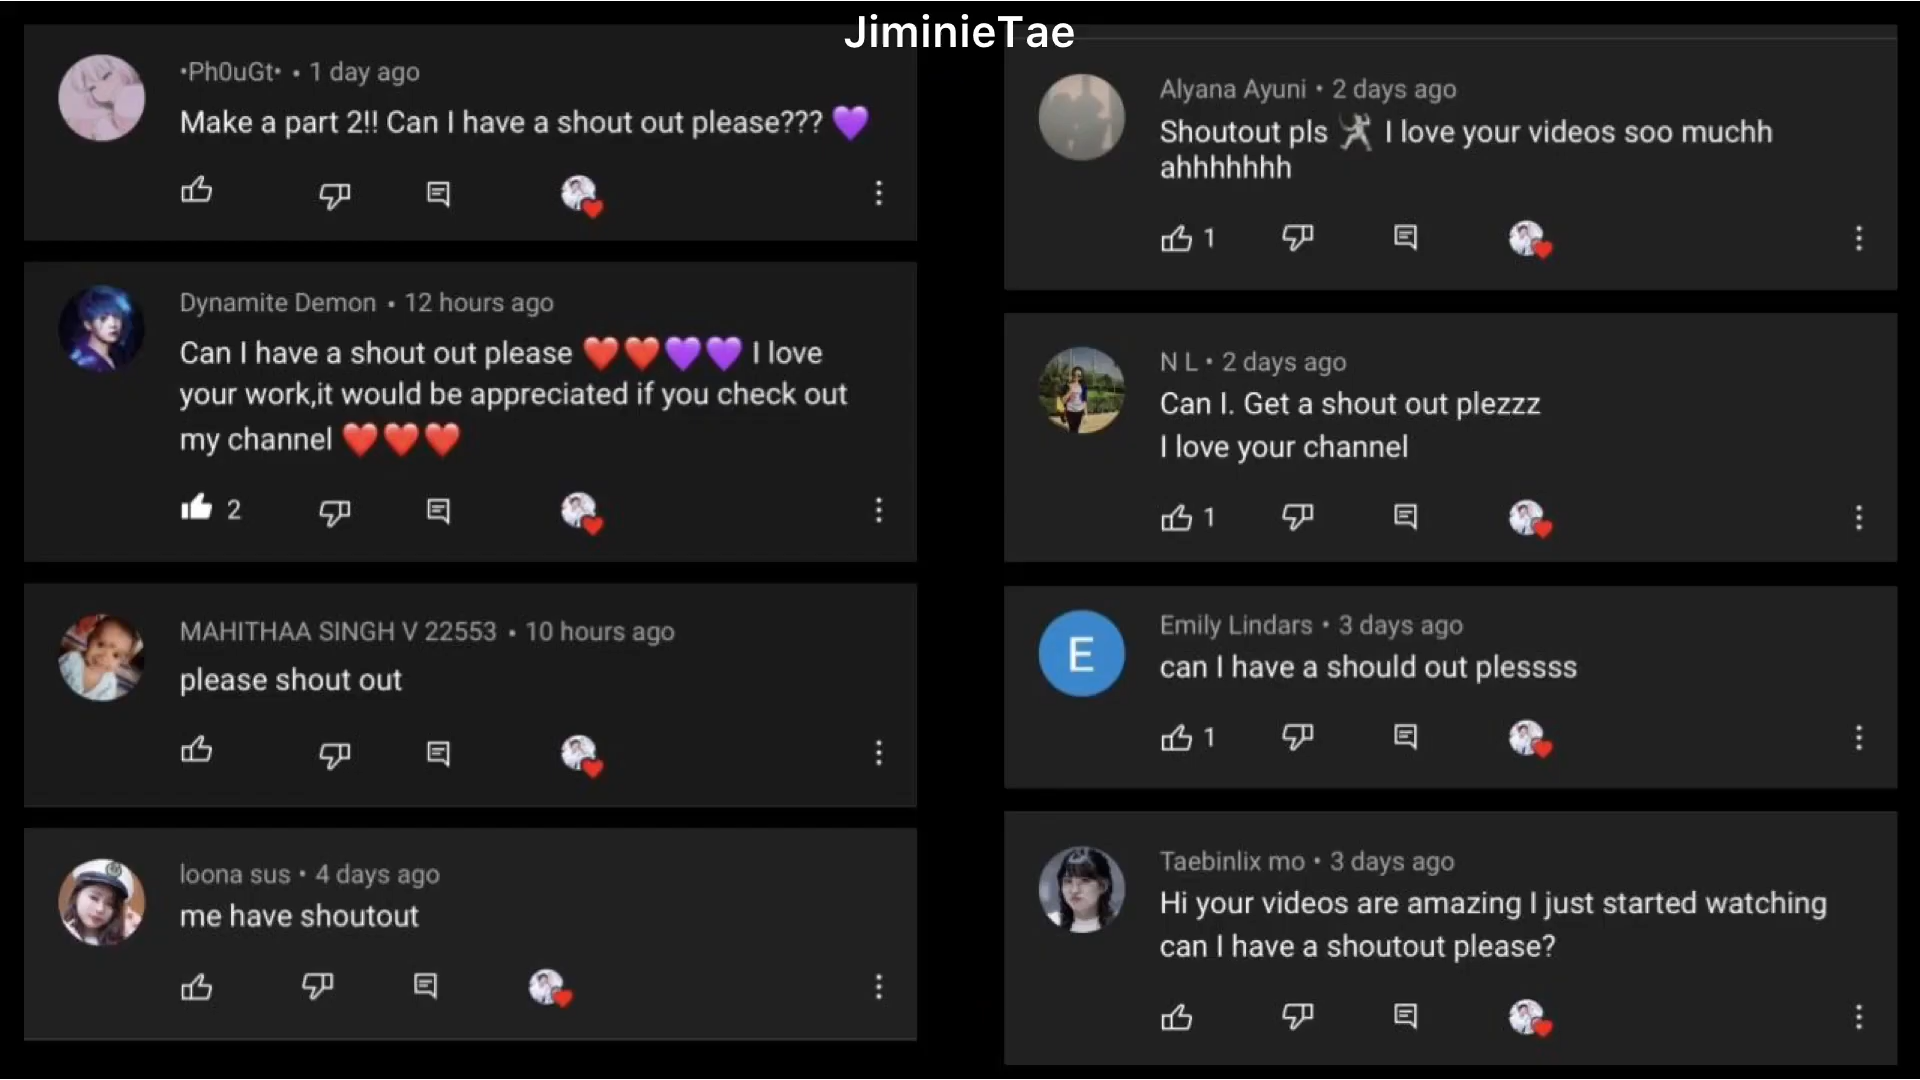 JiminieTae
•Ph0uGt• • 1 day ago
Make a part 2!! Can I have a shout out please??? 💜
Dynamite Demon • 12 hours ago
Can I have a shout out please ❤️❤️💜💜 I love
your work,it would be appreciated if you check out
my channel ❤️❤️❤️
2
MAHITHAA SINGH V 22553 • 10 hours ago
please shout out
loona sus • 4 days ago
me have shoutout
Alyana Ayuni • 2 days ago
Shoutout pls I love your videos soo muchh
ahhhhhhh
1
N L • 2 days ago
Can I. Get a shout out plezzz
I love your channel
1
E
Emily Lindars • 3 days ago
can I have a should out plessss
1
Taebinlix mo • 3 days ago
Hi your videos are amazing I just started watching
can I have a shoutout please?